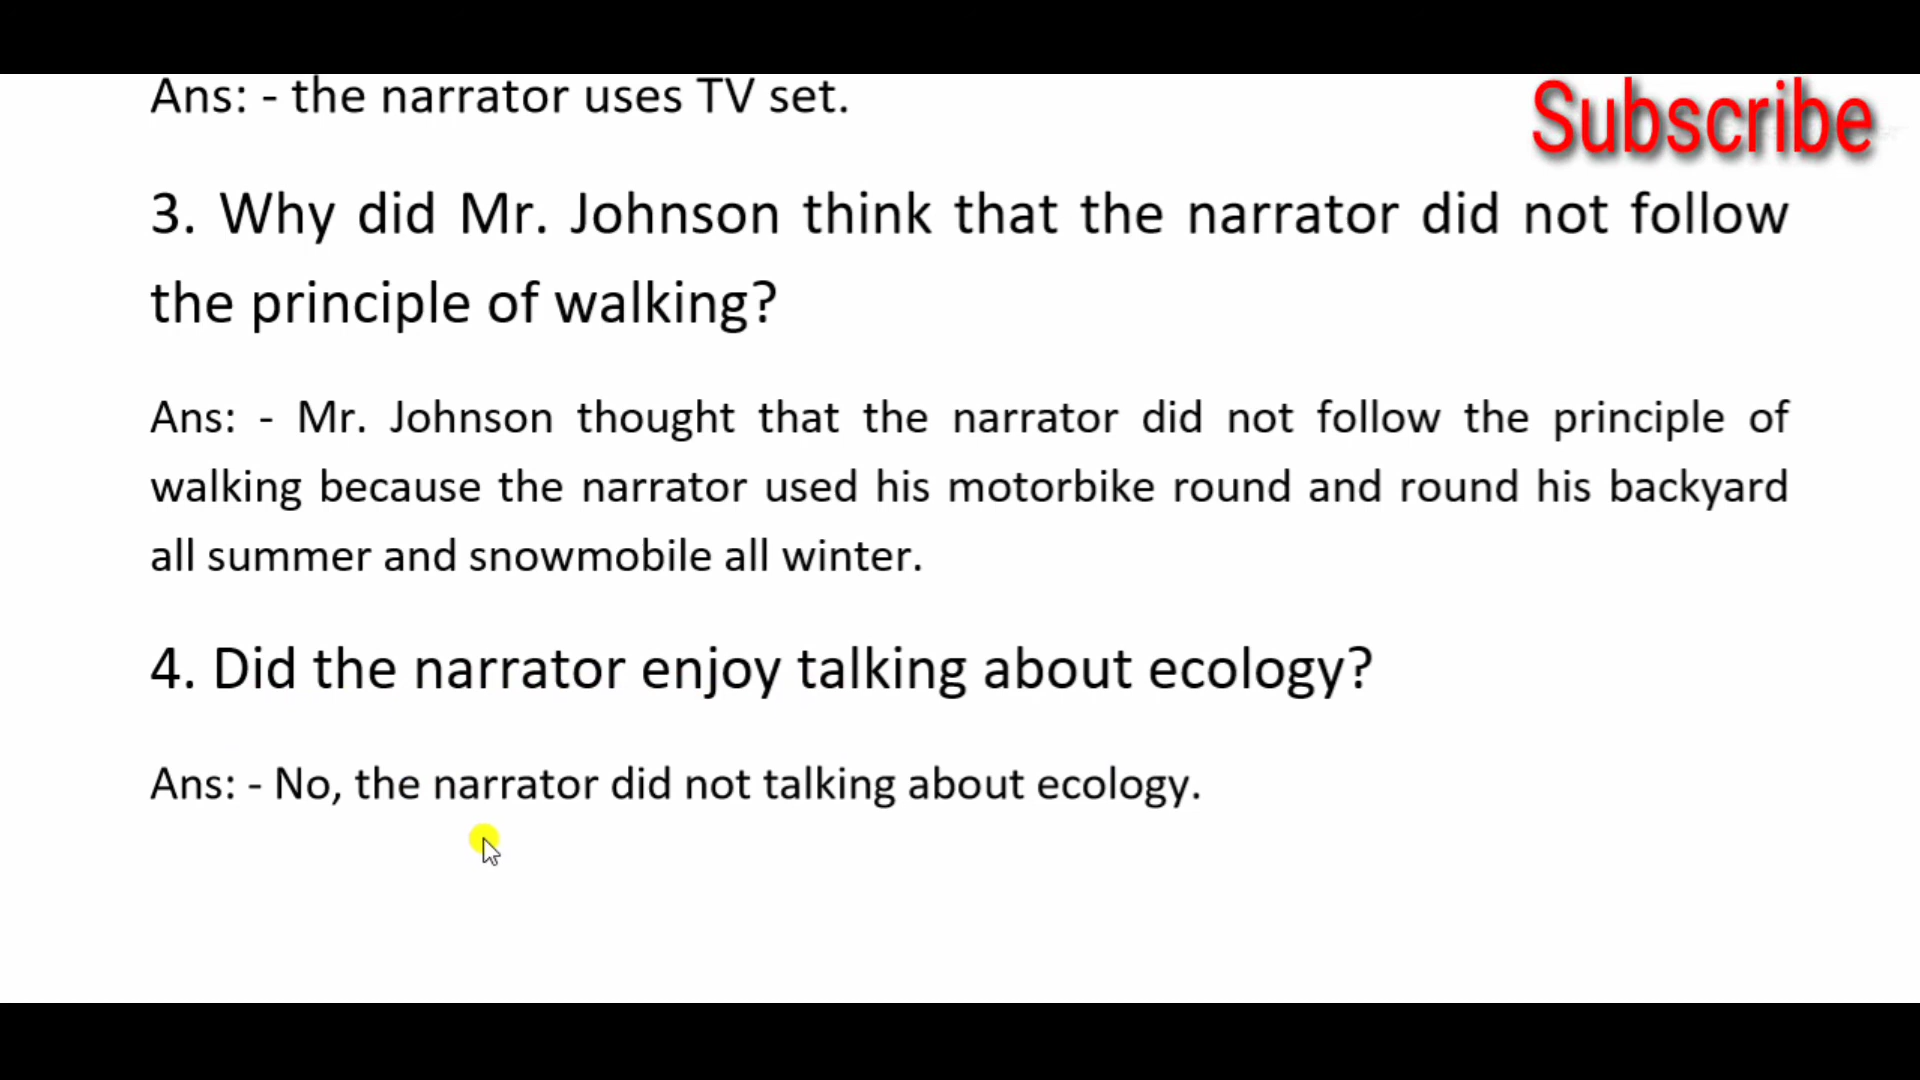 Ans: - the narrator uses TV set.
Subscribe
3. Why did Mr. Johnson think that the narrator did not follow
the principle of walking?
Ans: - Mr. Johnson thought that the narrator did not follow the principle of
walking because the narrator used his motorbike round and round his backyard
all summer and snowmobile all winter.
4. Did the narrator enjoy talking about ecology?
Ans: - No, the narrator did not talking about ecology.